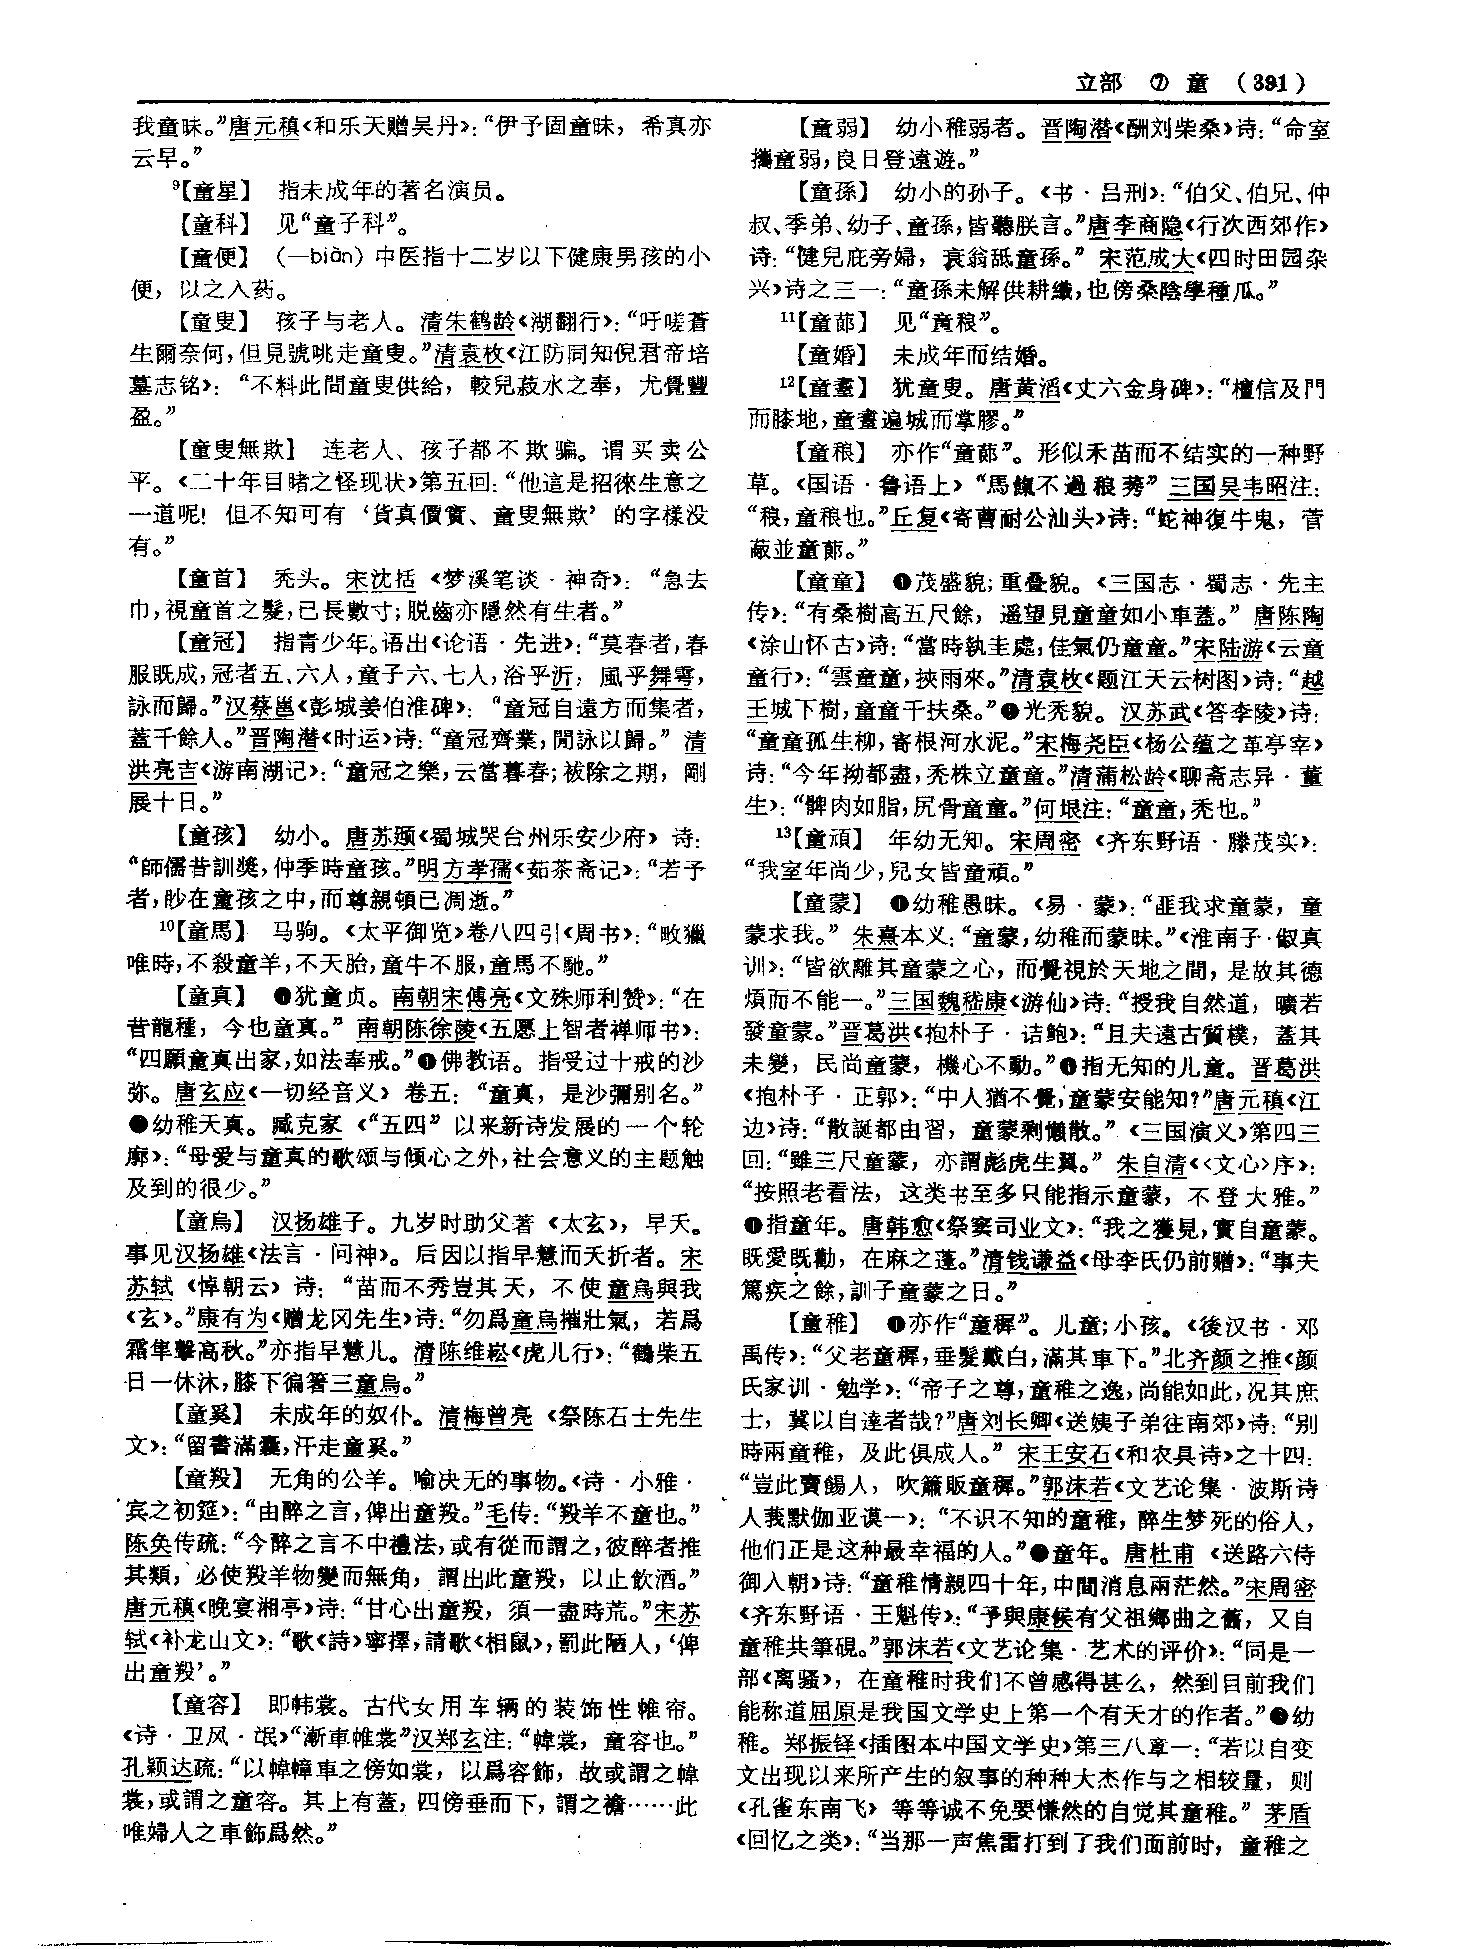 立部 ⑦ 童 (391)
我童昧。”唐元稹《和乐天赠吴丹》：“伊予固童昧，希真亦
云早。”
⁹【童星】 指未成年的著名演员。
【童科】 见“童子科”。
【童便】 (—biàn) 中医指十二岁以下健康男孩的小
便，以之入药。
【童叟】 孩子与老人。清朱鹤龄《湖翻行》：“吁嗟蒼
生爾奈何，但見號咷走童叟。”清袁枚《江防同知倪君帝培
墓志铭》：“不料此間童叟供給，較兒菽水之奉，尤覺豐
盈。”
【童叟無欺】 连老人、孩子都不欺骗。谓买卖公
平。《二十年目睹之怪现状》第五回：“他這是招徠生意之
一道呢！但不知可有‘貨真價實、童叟無欺’的字樣没
有。”
【童首】 秃头。宋沈括《梦溪笔谈·神奇》：“急去
巾，視童首之髮，已長數寸；脱齒亦隱然有生者。”
【童冠】 指青少年。语出《论语·先进》：“莫春者，春
服既成，冠者五、六人，童子六、七人，浴乎沂，風乎舞雩，
詠而歸。”汉蔡邕《彭城姜伯淮碑》：“童冠自遠方而集者，
蓋千餘人。”晋陶潜《时运》诗：“童冠齊業，閒詠以歸。”清
洪亮吉《游南湖记》：“童冠之樂，云當暮春；祓除之期，剛
展十日。”
【童孩】 幼小。唐苏颋《蜀城哭台州乐安少府》诗：
“師儒昔訓獎，仲季時童孩。”明方孝孺《茹茶斋记》：“若予
者，眇在童孩之中，而尊親頓已凋逝。”
¹⁰【童馬】 马驹。《太平御览》卷八四引《周书》：“畋獵
唯時，不殺童羊，不夭胎，童牛不服，童馬不馳。”
【童真】 ❶犹童贞。南朝宋傅亮《文殊师利赞》：“在
昔龍種，今也童真。”南朝陈徐陵《五愿上智者禅师书》：
“四願童真出家，如法奉戒。”❷佛教语。指受过十戒的沙
弥。唐玄应《一切经音义》卷五：“童真，是沙彌别名。”
❸幼稚天真。臧克家《“五四”以来新诗发展的一个轮
廓》：“母爱与童真的歌颂与倾心之外，社会意义的主题触
及到的很少。”
【童烏】 汉扬雄子。九岁时助父著《太玄》，早夭。
事见汉扬雄《法言·问神》。后因以指早慧而夭折者。宋
苏轼《悼朝云》诗：“苗而不秀豈其天，不使童烏與我
《玄》。”康有为《赠龙冈先生》诗：“勿爲童烏摧壯氣，若爲
霜隼擊高秋。”亦指早慧儿。清陈维崧《虎儿行》：“鶴柴五
日一休沐，膝下徧箸三童烏。”
【童奚】 未成年的奴仆。清梅曾亮《祭陈石士先生
文》：“留書滿囊，汗走童奚。”
【童羖】 无角的公羊。喻决无的事物。《诗·小雅·
宾之初筵》：“由醉之言，俾出童羖。”毛传：“羖羊不童也。”
陈奂传疏：“今醉之言不中禮法，或有從而謂之，彼醉者推
其類，必使羖羊物變而無角，謂出此童羖，以止飲酒。”
唐元稹《晚宴湘亭》诗：“甘心出童羖，須一盡時荒。”宋苏
轼《补龙山文》：“歌《詩》寧擇，請歌《相鼠》，罰此陋人，‘俾
出童羖’。”
【童容】 即帏裳。古代女用车辆的装饰性帷帘。
《诗·卫风·氓》“漸車帷裳”汉郑玄注：“幃裳，童容也。”
孔颖达疏：“以幃幛車之傍如裳，以爲容飾，故或謂之幃
裳，或謂之童容。其上有蓋，四傍垂而下，謂之襜……此
唯婦人之車飾爲然。”
【童弱】 幼小稚弱者。晋陶潜《酬刘柴桑》诗：“命室
攜童弱，良日登遠遊。”
【童孫】 幼小的孙子。《书·吕刑》：“伯父、伯兄、仲
叔、季弟、幼子、童孫，皆聽朕言。”唐李商隐《行次西郊作》
诗：“健兒庇旁婦，衰翁舐童孫。”宋范成大《四时田园杂
兴》诗之三一：“童孫未解供耕織，也傍桑陰學種瓜。”
¹¹【童蓈】 见“童稂”。
【童婚】 未成年而结婚。
¹²【童耋】 犹童叟。唐黄滔《丈六金身碑》：“檀信及門
而膝地，童耋遍城而掌膠。”
【童稂】 亦作“童蓈”。形似禾苗而不结实的一种野
草。《国语·鲁语上》“馬餼不過稂莠”三国吴韦昭注：
“稂，童稂也。”丘复《寄曹耐公汕头》诗：“蛇神復牛鬼，菅
蔽並童蓈。”
【童童】 ❶茂盛貌；重叠貌。《三国志·蜀志·先主
传》：“有桑樹高五尺餘，遥望見童童如小車蓋。”唐陈陶
《涂山怀古》诗：“當時執圭處，佳氣仍童童。”宋陆游《云童
童行》：“雲童童，挾雨來。”清袁枚《题江天云树图》诗：“越
王城下樹，童童千扶桑。”❷光秃貌。汉苏武《答李陵》诗：
“童童孤生柳，寄根河水泥。”宋梅尧臣《杨公蕴之革亭宰》
诗：“今年拗都盡，秃株立童童。”清蒲松龄《聊斋志异·董
生》：“髀肉如脂，尻骨童童。”何垠注：“童童，秃也。”
¹³【童頑】 年幼无知。宋周密《齐东野语·滕茂实》：
“我室年尚少，兒女皆童頑。”
【童蒙】 ❶幼稚愚昧。《易·蒙》：“匪我求童蒙，童
蒙求我。”朱熹本义：“童蒙，幼稚而蒙昧。”《淮南子·俶真
训》：“皆欲離其童蒙之心，而覺視於天地之間，是故其德
煩而不能一。”三国魏嵇康《游仙》诗：“授我自然道，曠若
發童蒙。”晋葛洪《抱朴子·诘鲍》：“且夫遠古質樸，蓋其
未變，民尚童蒙，機心不動。”❷指无知的儿童。晋葛洪
《抱朴子·正郭》：“中人猶不覺，童蒙安能知？”唐元稹《江
边》诗：“散誕都由習，童蒙剩懶散。”《三国演义》第四三
回：“雖三尺童蒙，亦謂彪虎生翼。”朱自清《〈文心〉序》：
“按照老看法，这类书至多只能指示童蒙，不登大雅。”
❸指童年。唐韩愈《祭窦司业文》：“我之獲見，實自童蒙。
既愛既勸，在麻之蓬。”清钱谦益《母李氏仍前赠》：“事夫
篤疾之餘，訓子童蒙之日。”
【童稚】 ❶亦作“童穉”。儿童；小孩。《後汉书·邓
禹传》：“父老童穉，垂髮戴白，滿其車下。”北齐颜之推《颜
氏家训·勉学》：“帝子之尊，童稚之逸，尚能如此，况其庶
士，冀以自達者哉？”唐刘长卿《送姨子弟往南郊》诗：“别
時兩童稚，及此俱成人。”宋王安石《和农具诗》之十四：
“豈此賣餳人，吹簫販童穉。”郭沫若《文艺论集·波斯诗
人莪默伽亚谟一》：“不识不知的童稚，醉生梦死的俗人，
他们正是这种最幸福的人。”❷童年。唐杜甫《送路六侍
御入朝》诗：“童稚情親四十年，中間消息兩茫然。”宋周密
《齐东野语·王魁传》：“予與康侯有父祖鄉曲之舊，又自
童稚共筆硯。”郭沫若《文艺论集·艺术的评价》：“同是一
部《离骚》，在童稚时我们不曾感得甚么，然到目前我们
能称道屈原是我国文学史上第一个有天才的作者。”❸幼
稚。郑振铎《插图本中国文学史》第三八章一：“若以自变
文出现以来所产生的叙事的种种大杰作与之相较量，则
《孔雀东南飞》等等诚不免要慊然的自觉其童稚。”茅盾
《回忆之类》：“当那一声焦雷打到了我们面前时，童稚之